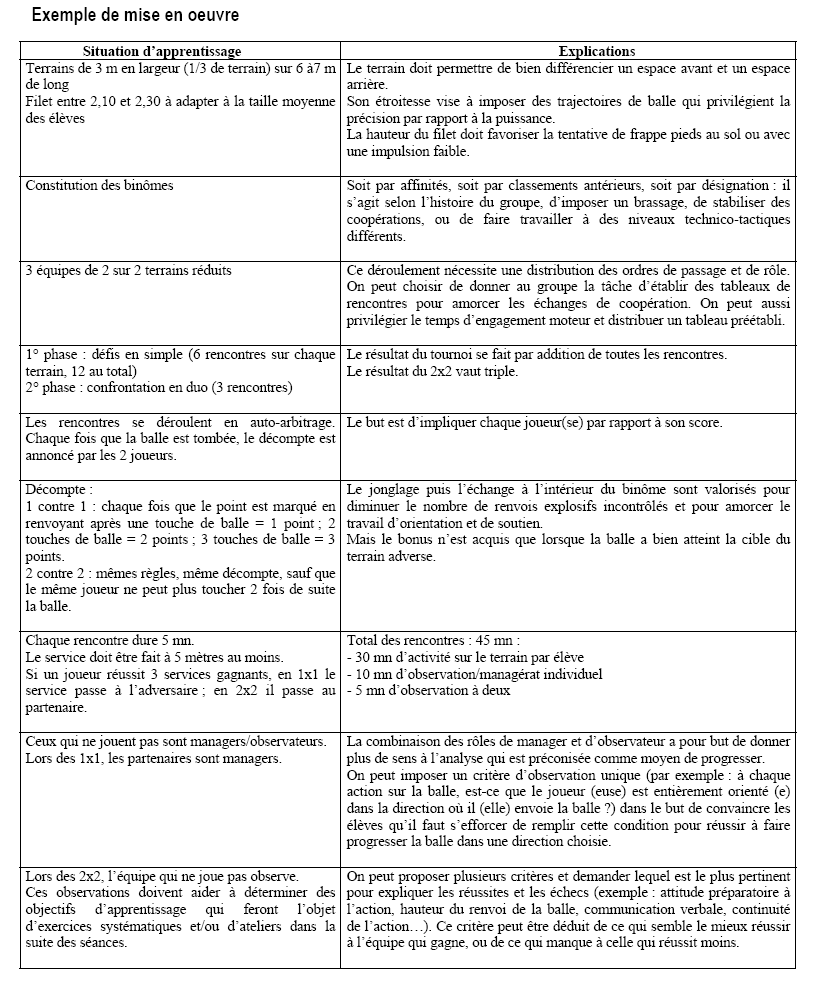 Exemple de mise en oeuvre
Situation d'apprentissage
Explications
Terrains de 3 m en largeur (1/3 de terrain) sur 6 à7 m
de long
Filet entre 2,10 et 2,30 à adapter à la taille moyenne
des élèves
Le terrain doit permettre de bien différencier un espace avant et un espace
arrière.
Son étroitesse vise à imposer des trajectoires de balle qui privilégient la
précision par rapport à la puissance.
La hauteur du filet doit favoriser la tentative de frappe pieds au sol ou avec
une impulsion faible.
Constitution des binômes
Soit par affinités, soit par classements antérieurs, soit par désignation : il
s'agit selon l'histoire du groupe, d'imposer un brassage, de stabiliser des
coopérations, ou de faire travailler à des niveaux technico-tactiques
différents.
3 équipes de 2 sur 2 terrains réduits
Ce déroulement nécessite une distribution des ordres de passage et de rôle.
On peut choisir de donner au groupe la tâche d'établir des tableaux de
rencontres pour amorcer les échanges de coopération. On peut aussi
privilégier le temps d'engagement moteur et distribuer un tableau préétabli.
1° phase : défis en simple (6 rencontres sur chaque
terrain, 12 au total)
2° phase : confrontation en duo (3 rencontres)
Le résultat du tournoi se fait par addition de toutes les rencontres.
Le résultat du 2x2 vaut triple.
Les rencontres se déroulent en auto-arbitrage.
Chaque fois que la balle est tombée, le décompte est
annoncé par les 2 joueurs.
Le but est d'impliquer chaque joueur(se) par rapport à son score.
Décompte :
1 contre 1 : chaque fois que le point est marqué en
renvoyant après une touche de balle = 1 point ; 2
touches de balle = 2 points ; 3 touches de balle = 3
points.
2 contre 2 : mêmes règles, même décompte, sauf que
le même joueur ne peut plus toucher 2 fois de suite
la balle.
Le jonglage puis l'échange à l'intérieur du binôme sont valorisés pour
diminuer le nombre de renvois explosifs incontrôlés et pour amorcer le
travail d'orientation et de soutien.
Mais le bonus n'est acquis que lorsque la balle a bien atteint la cible du
terrain adverse.
Chaque rencontre dure 5 mn.
Le service doit être fait à 5 mètres au moins.
Si un joueur réussit 3 services gagnants, en 1x1 le
service passe à l'adversaire ; en 2x2 il passe au
partenaire.
Total des rencontres : 45 mn :
- 30 mn d'activité sur le terrain par élève
- 10 mn d'observation/managérat individuel
- 5 mn d'observation à deux
Ceux qui ne jouent pas sont managers/observateurs.
Lors des 1x1, les partenaires sont managers.
La combinaison des rôles de manager et d'observateur a pour but de donner
plus de sens à l'analyse qui est préconisée comme moyen de progresser.
On peut imposer un critère d'observation unique (par exemple : à chaque
action sur la balle, est-ce que le joueur (euse) est entièrement orienté (e)
dans la direction où il (elle) envoie la balle ?) dans le but de convaincre les
élèves qu'il faut s'efforcer de remplir cette condition pour réussir à faire
progresser la balle dans une direction choisie.
Lors des 2x2, l'équipe qui ne joue pas observe.
Ces observations doivent aider à déterminer des
objectifs d'apprentissage qui feront l'objet
d'exercices systématiques et/ou d'ateliers dans la
suite des séances.
On peut proposer plusieurs critères et demander lequel est le plus pertinent
pour expliquer les réussites et les échecs (exemple : attitude préparatoire à
l'action, hauteur du renvoi de la balle, communication verbale, continuité
de l'action…). Ce critère peut être déduit de ce qui semble le mieux réussir
à l'équipe qui gagne, ou de ce qui manque à celle qui réussit moins.